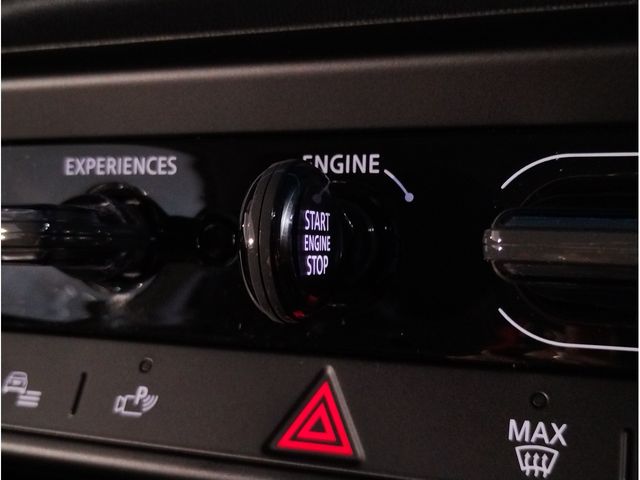 EXPERIENCES
ENGINE
START
ENGINE
STOP
P
MAX